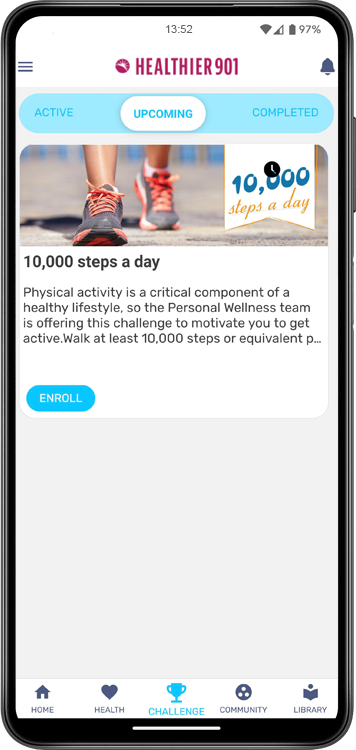 13:52
97%
HEALTHIER901
ACTIVE
UPCOMING
COMPLETED
10,000
steps a day
10,000 steps a day
Physical activity is a critical component of a
healthy lifestyle, so the Personal Wellness team
is offering this challenge to motivate you to get
active.Walk at least 10,000 steps or equivalent p...
ENROLL
HOME
HEALTH
CHALLENGE
COMMUNITY
LIBRARY